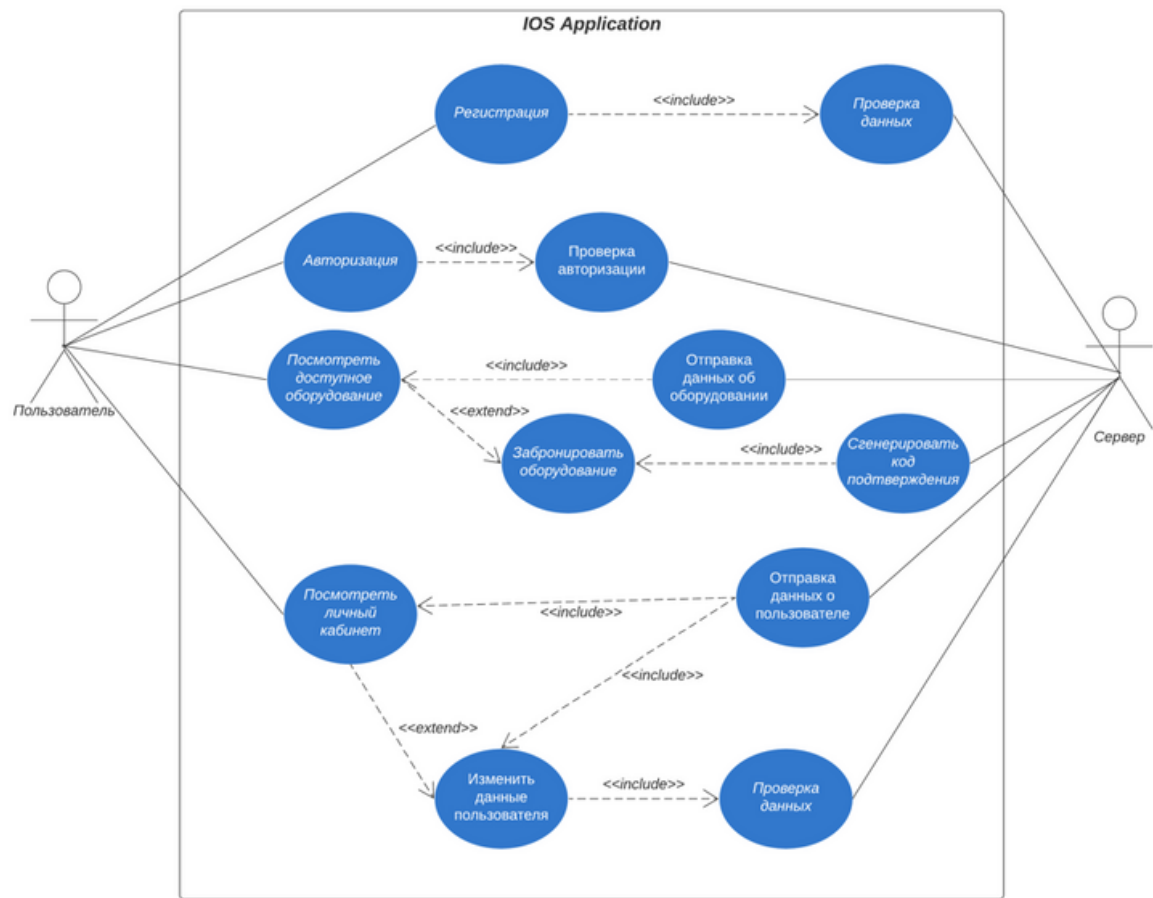 IOS Application
Регистрация
<<include>>
Проверка
данных
Авторизация
<<include>>
Проверка
авторизации
Пользователь
Посмотреть
доступное
оборудование
<<include>>
Отправка
данных об
оборудовании
<<extend>>
Забронировать
оборудование
<<include>>
Сгенерировать
код
подтверждения
Сервер
Посмотреть
личный
кабинет
<<include>>
Отправка
данных о
пользователе
<<include>>
<<extend>>
Изменить
данные
пользователя
<<include>>
Проверка
данных